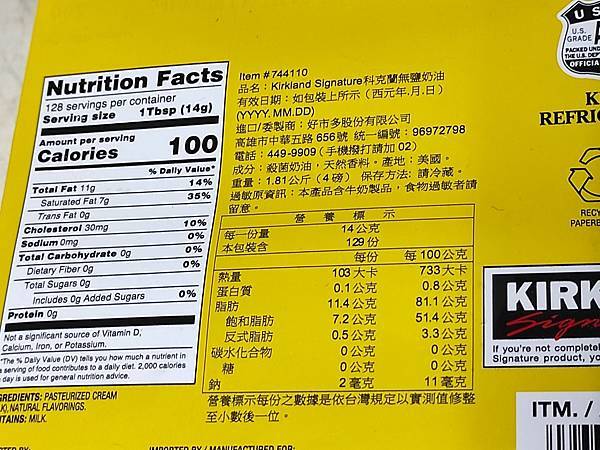 Nutrition Facts
128 servings per container
Serving size 1Tbsp (14g)
Amount per serving
Calories 100
% Daily Value*
Total Fat 11g 14%
Saturated Fat 7g 35%
Trans Fat 0g
Cholesterol 30mg 10%
Sodium 0mg 0%
Total Carbohydrate 0g 0%
Dietary Fiber 0g 0%
Total Sugars 0g
Includes 0g Added Sugars 0%
Protein 0g
Not a significant source of Vitamin D,
Calcium, Iron, or Potassium.
*The % Daily Value (DV) tells you how much a nutrient in
a serving of food contributes to a daily diet. 2,000 calories
a day is used for general nutrition advice.
REDIENTS: PASTEURIZED CREAM
K), NATURAL FLAVORINGS.
TAINS: MILK.
Item # 744110
品名：Kirkland Signature科克蘭無鹽奶油
有效日期：如包裝上所示（西元年.月.日）
(YYYY. MM.DD)
進口/委製商：好市多股份有限公司
高雄市中華五路 656號 統一編號：96972798
電話：449-9909 (手機撥打請加 02)
成分：殺菌奶油，天然香料。產地：美國。
重量：1.81公斤（4 磅） 保存方法：請冷藏。
過敏原資訊：本產品含牛奶製品，食物過敏者請
留意。
營 養 標 示
每一份量 14公克
本包裝含 129份
每份 每 100公克
熱量 103大卡 733大卡
蛋白質 0.1公克 0.8公克
脂肪 11.4公克 81.1公克
飽和脂肪 7.2公克 51.4公克
反式脂肪 0.5公克 3.3公克
碳水化合物 0公克 0公克
糖 0公克 0公克
鈉 2毫克 11毫克
營養標示每份之數據是依台灣規定以實測值修整
至小數後一位。
IMPORTED BY / MANUFACTURED FOR:
U S
U.S.
GRADE
PACKED UND
THE U.S. DEP
OFFICIA
K
REFRIG
RECY
PAPERB
KIRK
Sign
If you're not complete
Signature product, yo
ITM. /